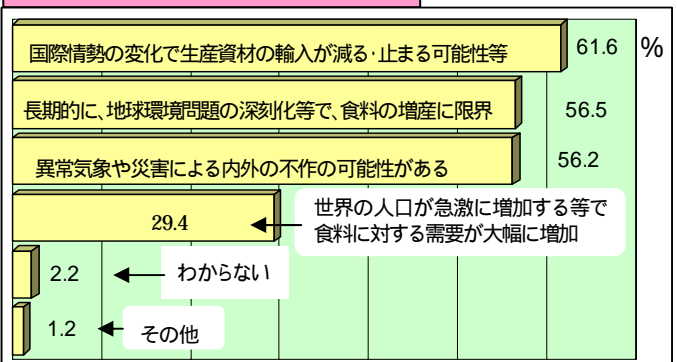 国際情勢の変化で生産資材の輸入が減る・止まる可能性等 61.6 %
長期的に、地球環境問題の深刻化等で、食料の増産に限界 56.5
異常気象や災害による内外の不作の可能性がある 56.2
29.4 世界の人口が急激に増加する等で
食料に対する需要が大幅に増加
2.2 わからない
1.2 その他